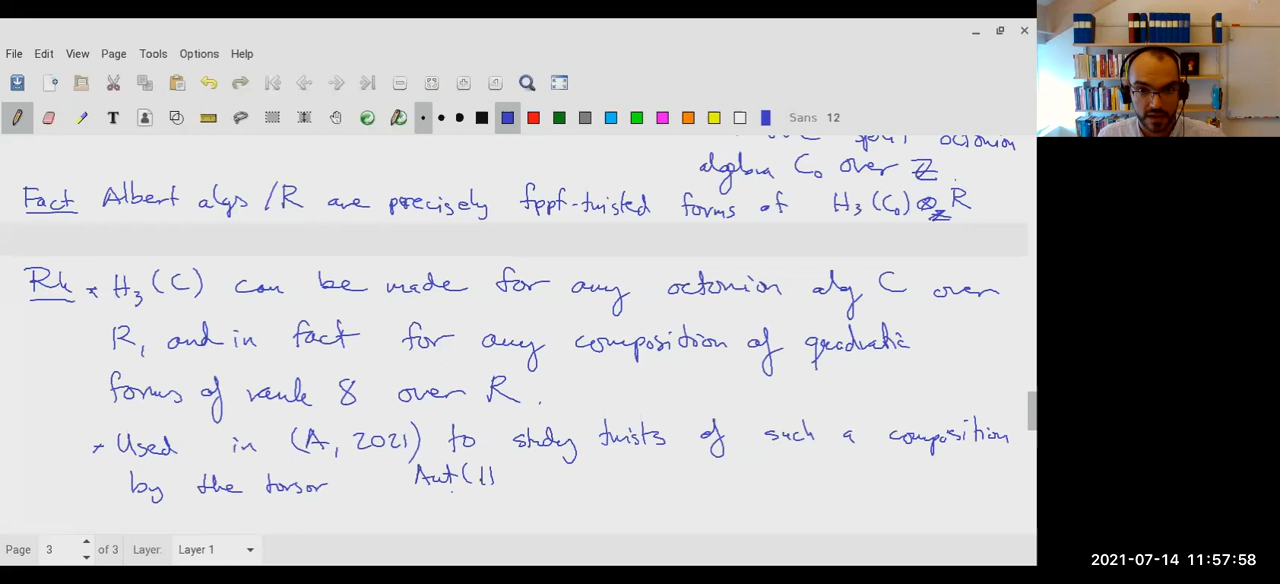 File Edit View Page Tools Options Help
Sans 12
octonion
algebra C₀ over ℤ.
Fact Albert algs /R are precisely fppf-twisted forms of H₃(C₀)⊗_ℤ R
Rk * H₃(C) can be made for any octonion alg C over
R, and in fact for any composition of quadratic
forms of rank 8 over R.
* Used in (A, 2021) to study twists of such a composition
by the torsor Aut(
Page 3 of 3 Layer: Layer 1
2021-07-14 11:57:58